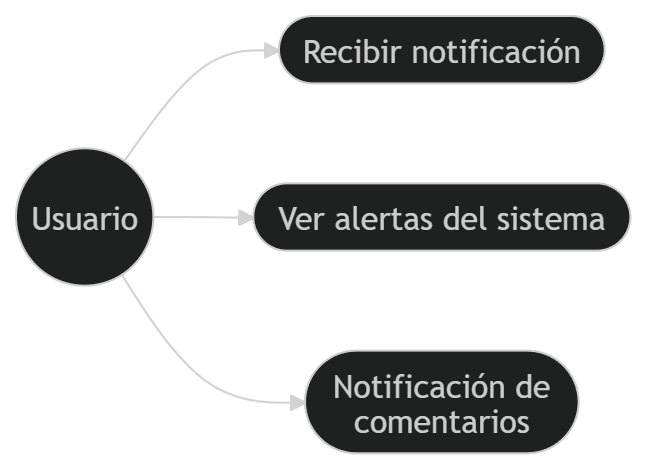 Recibir notificación
Usuario
Ver alertas del sistema
Notificación de
comentarios